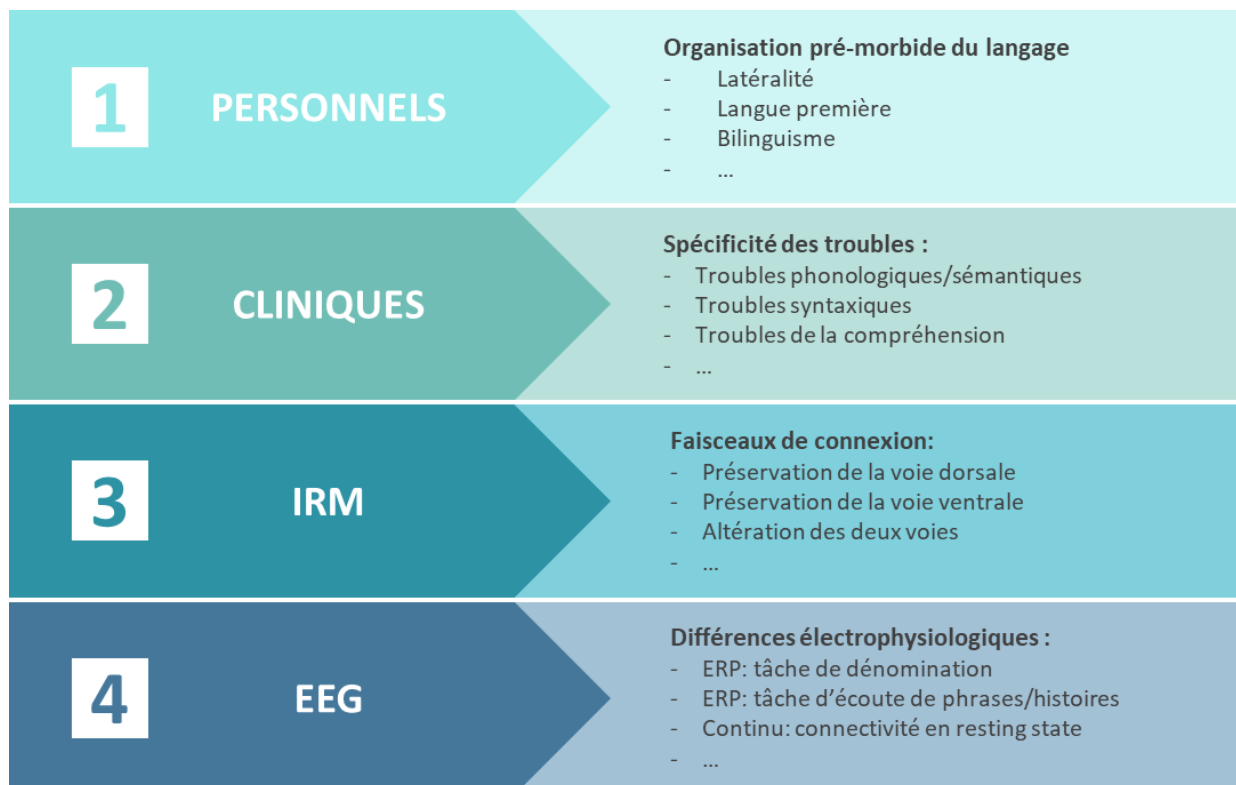 1
PERSONNELS
Organisation pré-morbide du langage
- Latéralité
- Langue première
- Bilinguisme
- ...
2
CLINIQUES
Spécificité des troubles :
- Troubles phonologiques/sémantiques
- Troubles syntaxiques
- Troubles de la compréhension
- ...
3
IRM
Faisceaux de connexion:
- Préservation de la voie dorsale
- Préservation de la voie ventrale
- Altération des deux voies
- ...
4
EEG
Différences électrophysiologiques :
- ERP: tâche de dénomination
- ERP: tâche d'écoute de phrases/histoires
- Continu: connectivité en resting state
- ...